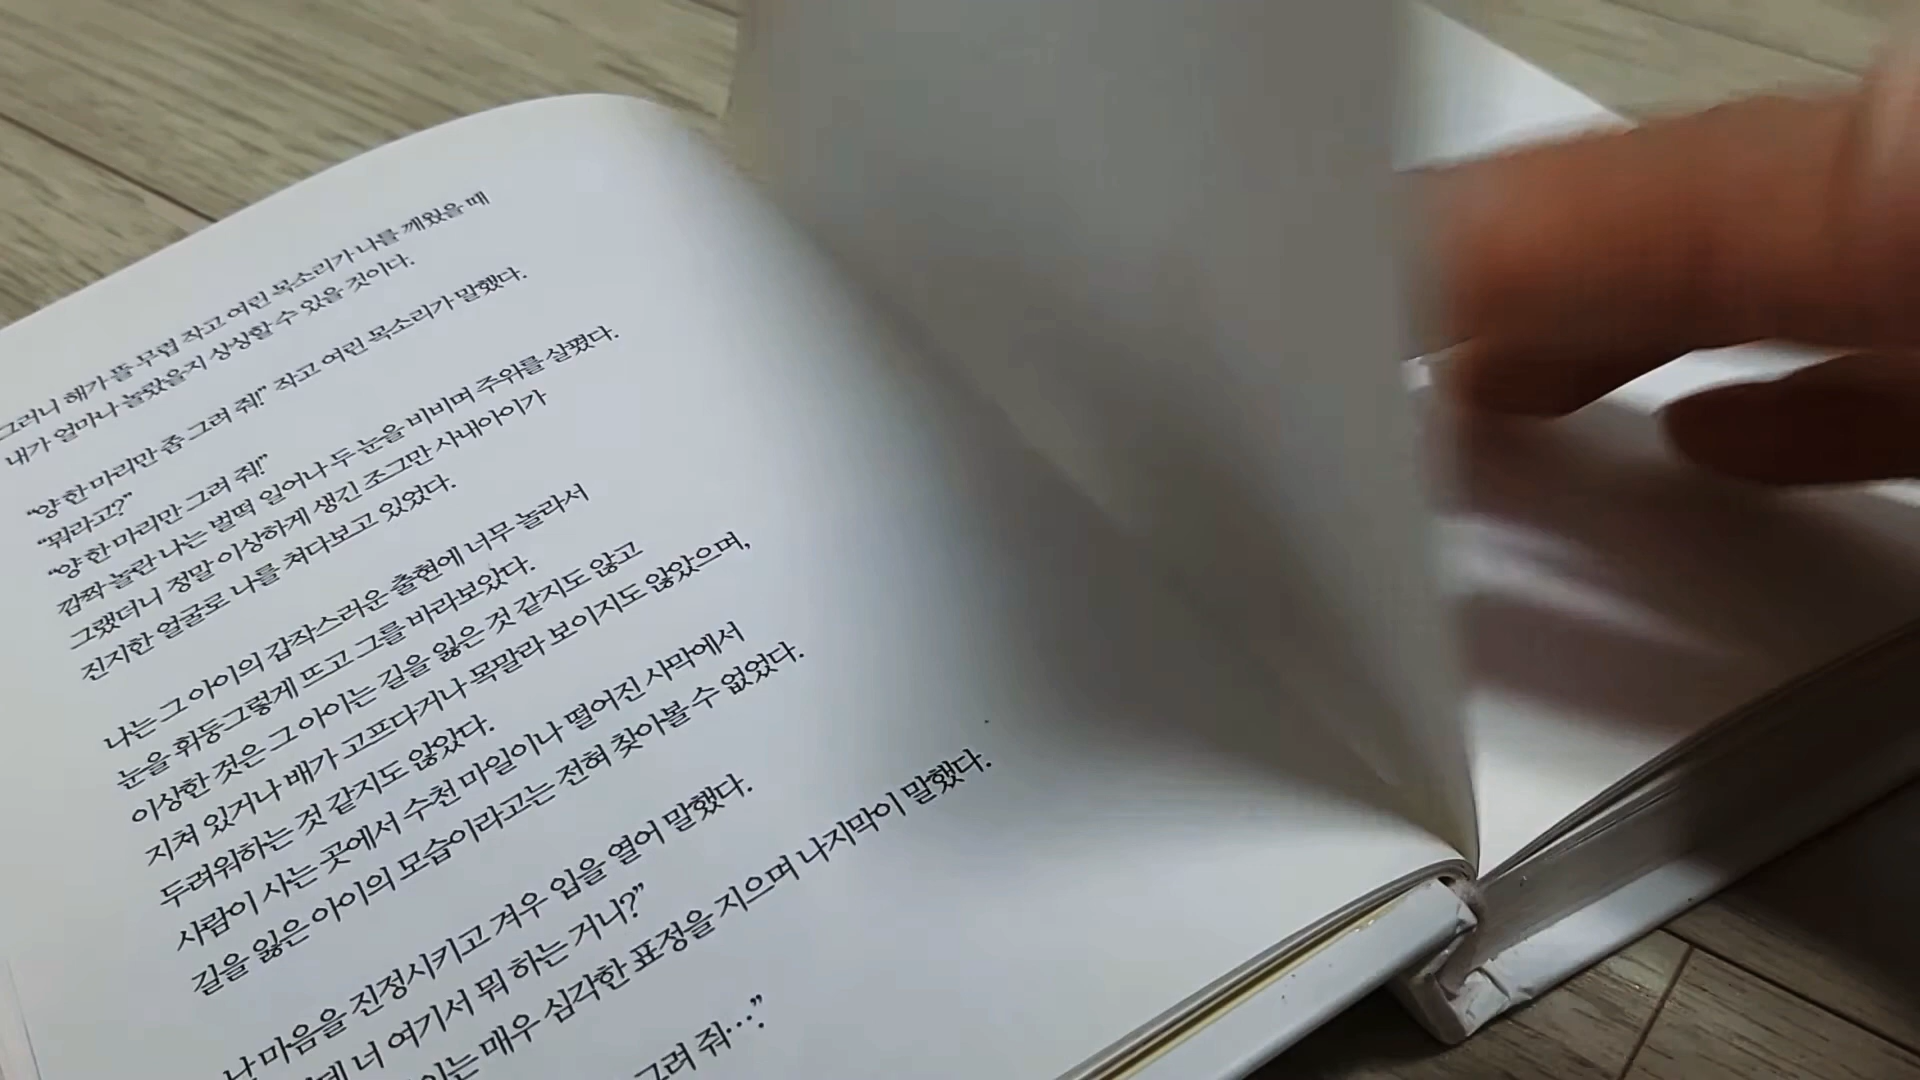 그러니 해가 뜰 무렵 작고 여린 목소리가 나를 깨웠을 때
내가 얼마나 놀랐을지 상상할 수 있을 것이다.
“양 한 마리만 좀 그려 줘!” 작고 여린 목소리가 말했다.
“뭐라고?”
“양 한 마리만 그려 줘!”
깜짝 놀란 나는 벌떡 일어나 두 눈을 비비며 주위를 살폈다.
그랬더니 정말 이상하게 생긴 조그만 사내아이가
진지한 얼굴로 나를 쳐다보고 있었다.
나는 그 아이의 갑작스러운 출현에 너무 놀라서
눈을 휘둥그렇게 뜨고 그를 바라보았다.
이상한 것은 그 아이는 길을 잃은 것 같지도 않고
지쳐 있거나 배가 고프다거나 목말라 보이지도 않았으며,
두려워하는 것 같지도 않았다.
사람이 사는 곳에서 수천 마일이나 떨어진 사막에서
길을 잃은 아이의 모습이라고는 전혀 찾아볼 수 없었다.
난 마음을 진정시키고 겨우 입을 열어 말했다.
너 여기서 뭐 하는 거니?”
매우 심각한 표정을 지으며 나지막이 말했다.
그려 줘….”